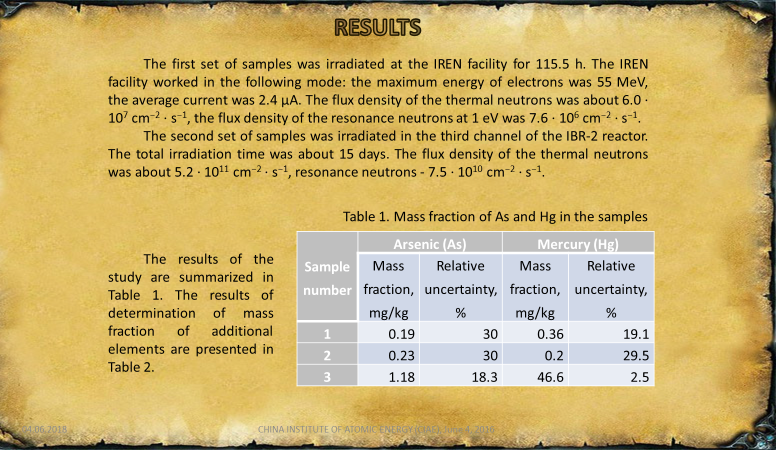 RESULTS
The first set of samples was irradiated at the IREN facility for 115.5 h. The IREN
facility worked in the following mode: the maximum energy of electrons was 55 MeV,
the average current was 2.4 μA. The flux density of the thermal neutrons was about 6.0 ·
10⁷ cm⁻² · s⁻¹, the flux density of the resonance neutrons at 1 eV was 7.6 · 10⁶ cm⁻² · s⁻¹.
The second set of samples was irradiated in the third channel of the IBR-2 reactor.
The total irradiation time was about 15 days. The flux density of the thermal neutrons
was about 5.2 · 10¹¹ cm⁻² · s⁻¹, resonance neutrons - 7.5 · 10¹⁰ cm⁻² · s⁻¹.
The results of the
study are summarized in
Table 1. The results of
determination of mass
fraction of additional
elements are presented in
Table 2.
Table 1. Mass fraction of As and Hg in the samples
Arsenic (As) Mercury (Hg)
Sample Mass Relative Mass Relative
number fraction, uncertainty, fraction, uncertainty,
mg/kg % mg/kg %
1 0.19 30 0.36 19.1
2 0.23 30 0.2 29.5
3 1.18 18.3 46.6 2.5
CHINA INSTITUTE OF ATOMIC ENERGY